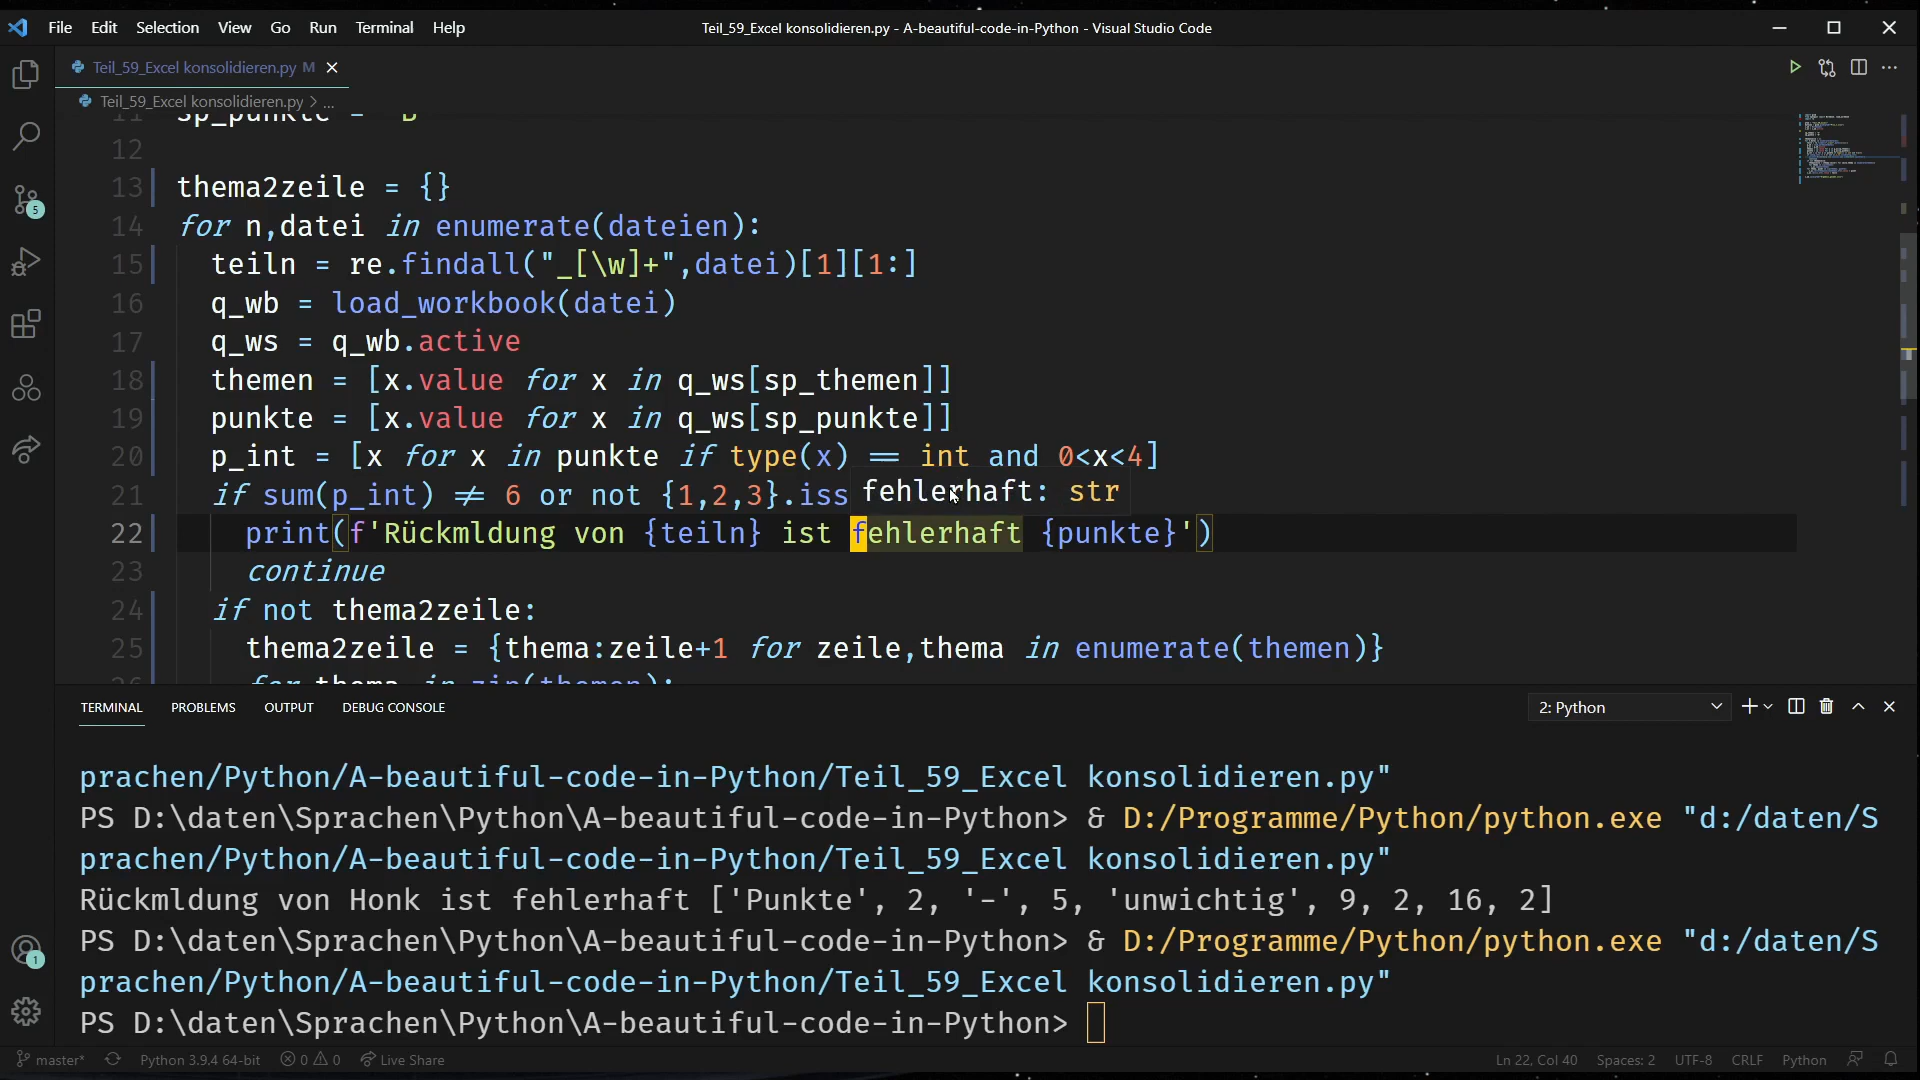 File Edit Selection View Go Run Terminal Help
Teil_59_Excel konsolidieren.py - A-beautiful-code-in-Python - Visual Studio Code
Teil_59_Excel konsolidieren.py M
Teil_59_Excel konsolidieren.py > ...
11 sp_punkte = "B"
12
13 thema2zeile = {}
14 for n,datei in enumerate(dateien):
15 teiln = re.findall("_[\w]+",datei)[1][1:]
16 q_wb = load_workbook(datei)
17 q_ws = q_wb.active
18 themen = [x.value for x in q_ws[sp_themen]]
19 punkte = [x.value for x in q_ws[sp_punkte]]
20 p_int = [x for x in punkte if type(x) == int and 0<x<4]
21 if sum(p_int) != 6 or not {1,2,3}.iss
fehlerhaft: str
22 print(f'Rückmldung von {teiln} ist fehlerhaft {punkte}')
23 continue
24 if not thema2zeile:
25 thema2zeile = {thema:zeile+1 for zeile,thema in enumerate(themen)}
26 for thema in zip(themen):
TERMINAL PROBLEMS OUTPUT DEBUG CONSOLE 2: Python
prachen/Python/A-beautiful-code-in-Python/Teil_59_Excel konsolidieren.py"
PS D:\daten\Sprachen\Python\A-beautiful-code-in-Python> & D:/Programme/Python/python.exe "d:/daten/S
prachen/Python/A-beautiful-code-in-Python/Teil_59_Excel konsolidieren.py"
Rückmldung von Honk ist fehlerhaft ['Punkte', 2, '-', 5, 'unwichtig', 9, 2, 16, 2]
PS D:\daten\Sprachen\Python\A-beautiful-code-in-Python> & D:/Programme/Python/python.exe "d:/daten/S
prachen/Python/A-beautiful-code-in-Python/Teil_59_Excel konsolidieren.py"
PS D:\daten\Sprachen\Python\A-beautiful-code-in-Python>
5
1
master* Python 3.9.4 64-bit 0 0 Live Share Ln 22, Col 40 Spaces: 2 UTF-8 CRLF Python